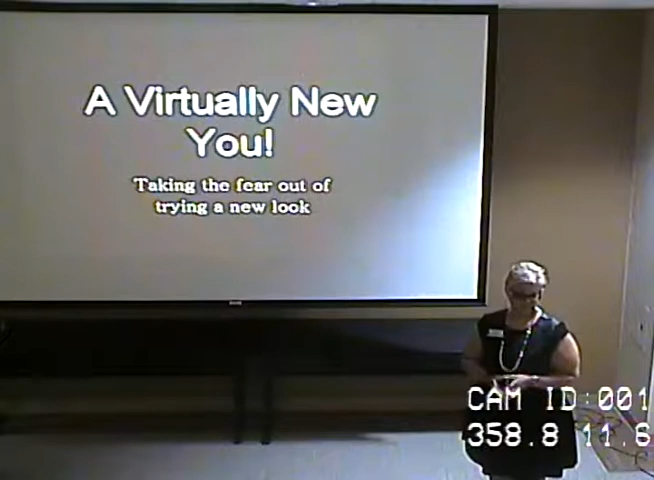 A Virtually New
You!
Taking the fear out of
trying a new look
CAM ID:001
358.8 11.6